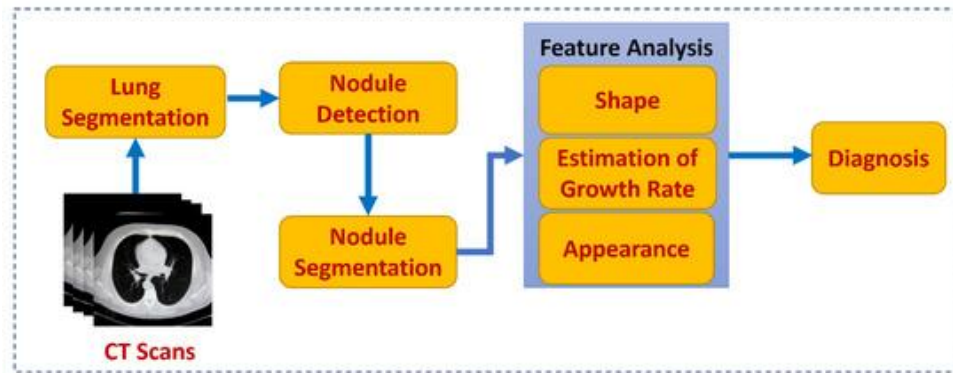 Lung
Segmentation
CT Scans
Nodule
Detection
Nodule
Segmentation
Feature Analysis
Shape
Estimation of
Growth Rate
Appearance
Diagnosis